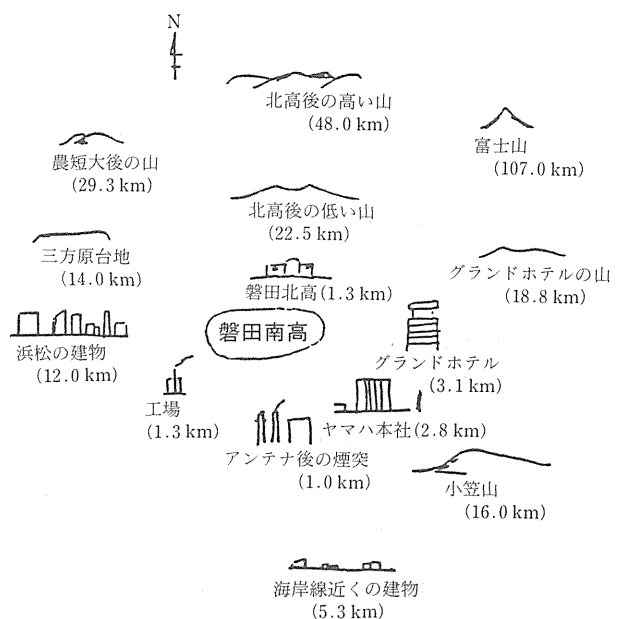 N
北高後の高い山
(48.0 km)
富士山
(107.0 km)
農短大後の山
(29.3 km)
北高後の低い山
(22.5 km)
三方原台地
(14.0 km)
グランドホテルの山
(18.8 km)
磐田北高(1.3 km)
磐田南高
浜松の建物
(12.0 km)
グランドホテル
(3.1 km)
工場
(1.3 km)
ヤマハ本社(2.8 km)
アンテナ後の煙突
(1.0 km)
小笠山
(16.0 km)
海岸線近くの建物
(5.3 km)